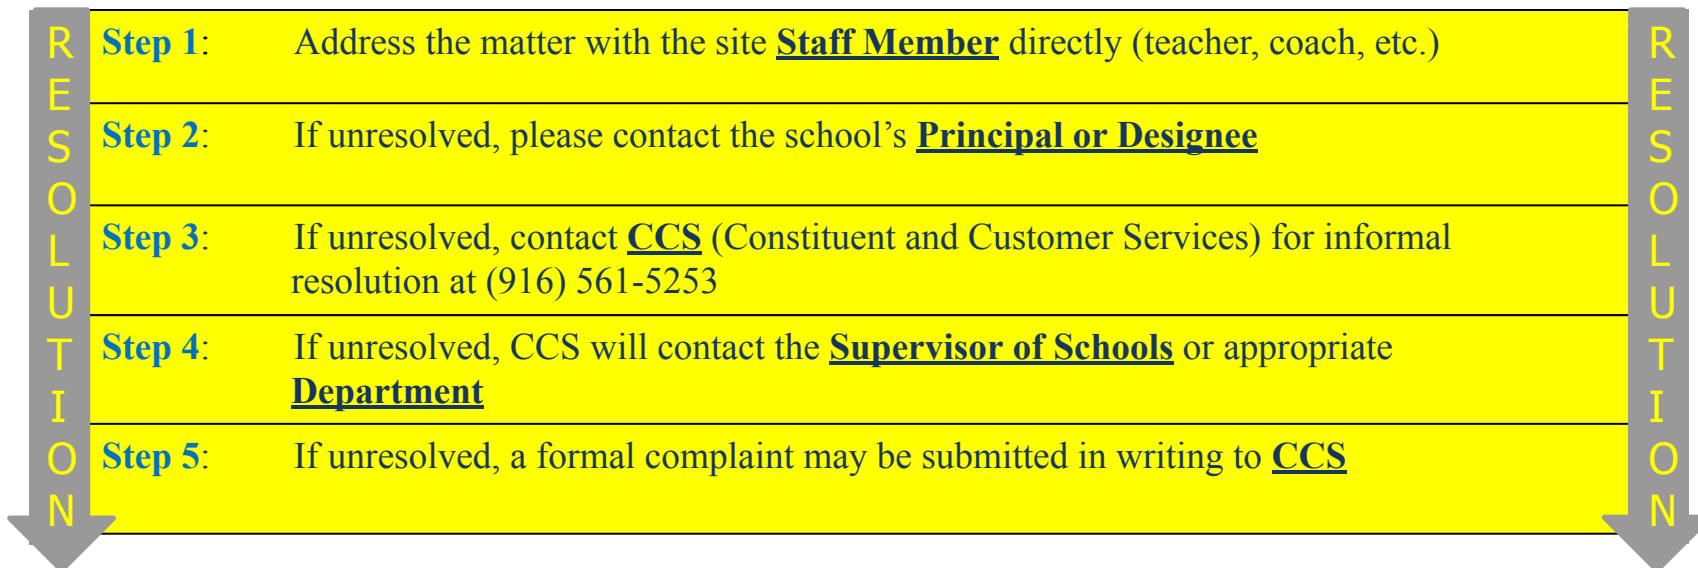 RESOLUTION
Step 1: Address the matter with the site Staff Member directly (teacher, coach, etc.)
Step 2: If unresolved, please contact the school’s Principal or Designee
Step 3: If unresolved, contact CCS (Constituent and Customer Services) for informal
resolution at (916) 561-5253
Step 4: If unresolved, CCS will contact the Supervisor of Schools or appropriate
Department
Step 5: If unresolved, a formal complaint may be submitted in writing to CCS
RESOLUTION